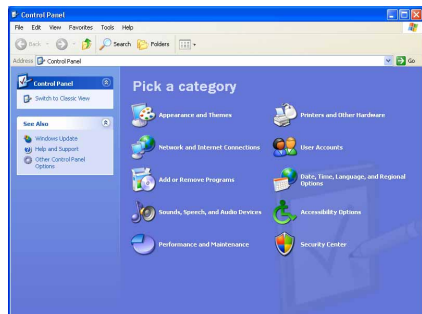 Control Panel
File Edit View Favorites Tools Help
Back Search Folders
Address Control Panel Go
Control Panel
Switch to Classic View
See Also
Windows Update
Help and Support
Other Control Panel
Options
Pick a category
Appearance and Themes
Printers and Other Hardware
Network and Internet Connections
User Accounts
Add or Remove Programs
Date, Time, Language, and Regional
Options
Sounds, Speech, and Audio Devices
Accessibility Options
Performance and Maintenance
Security Center